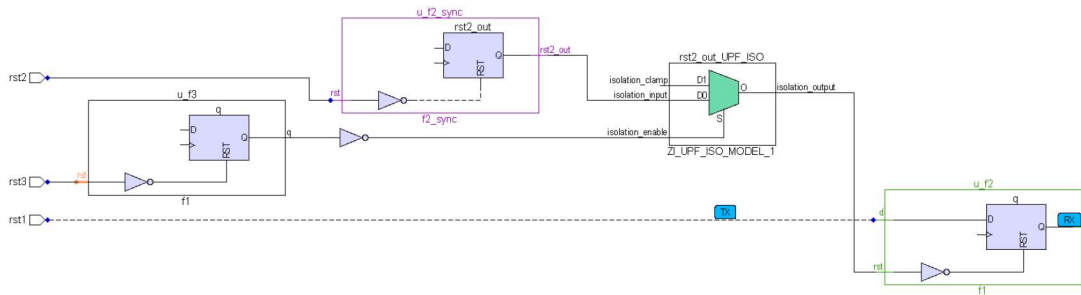 u_f2_sync
rst2_out
D
Q
RST
rst2_out
rst2
rst
f2_sync
rst2_out_UPF_ISO
isolation_clamp
D1
isolation_input
D0
O
isolation_output
S
isolation_enable
ZI_UPF_ISO_MODEL_1
u_f3
q
D
Q
RST
q
rst3
rst
f1
rst1
TX
u_f2
q
d
D
Q
RX
RST
rst
f1